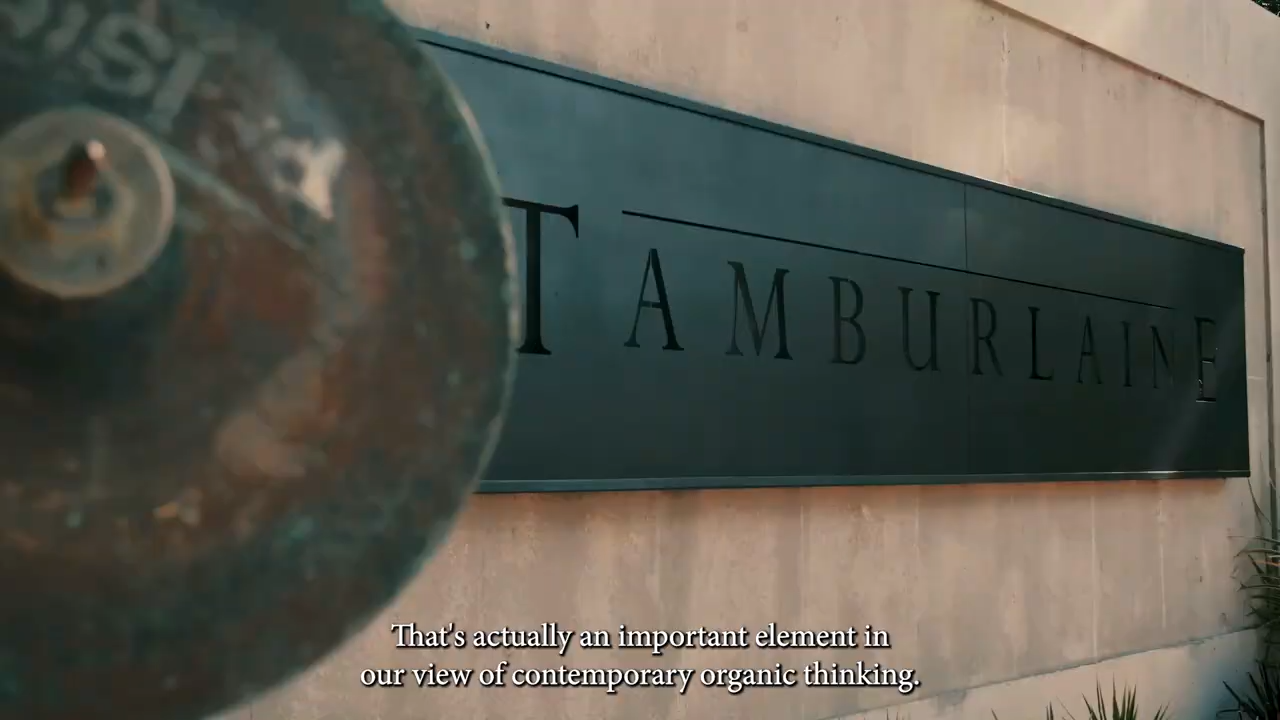 TAMBURLAINE
That's actually an important element in
our view of contemporary organic thinking.